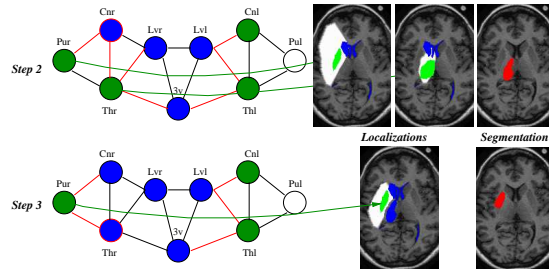 Cnr Lvr Lvl Cnl
Pur Pul
Step 2
3v
Thr Thl
Localizations Segmentation
Cnr Lvr Lvl Cnl
Pur Pul
Step 3
3v
Thr Thl